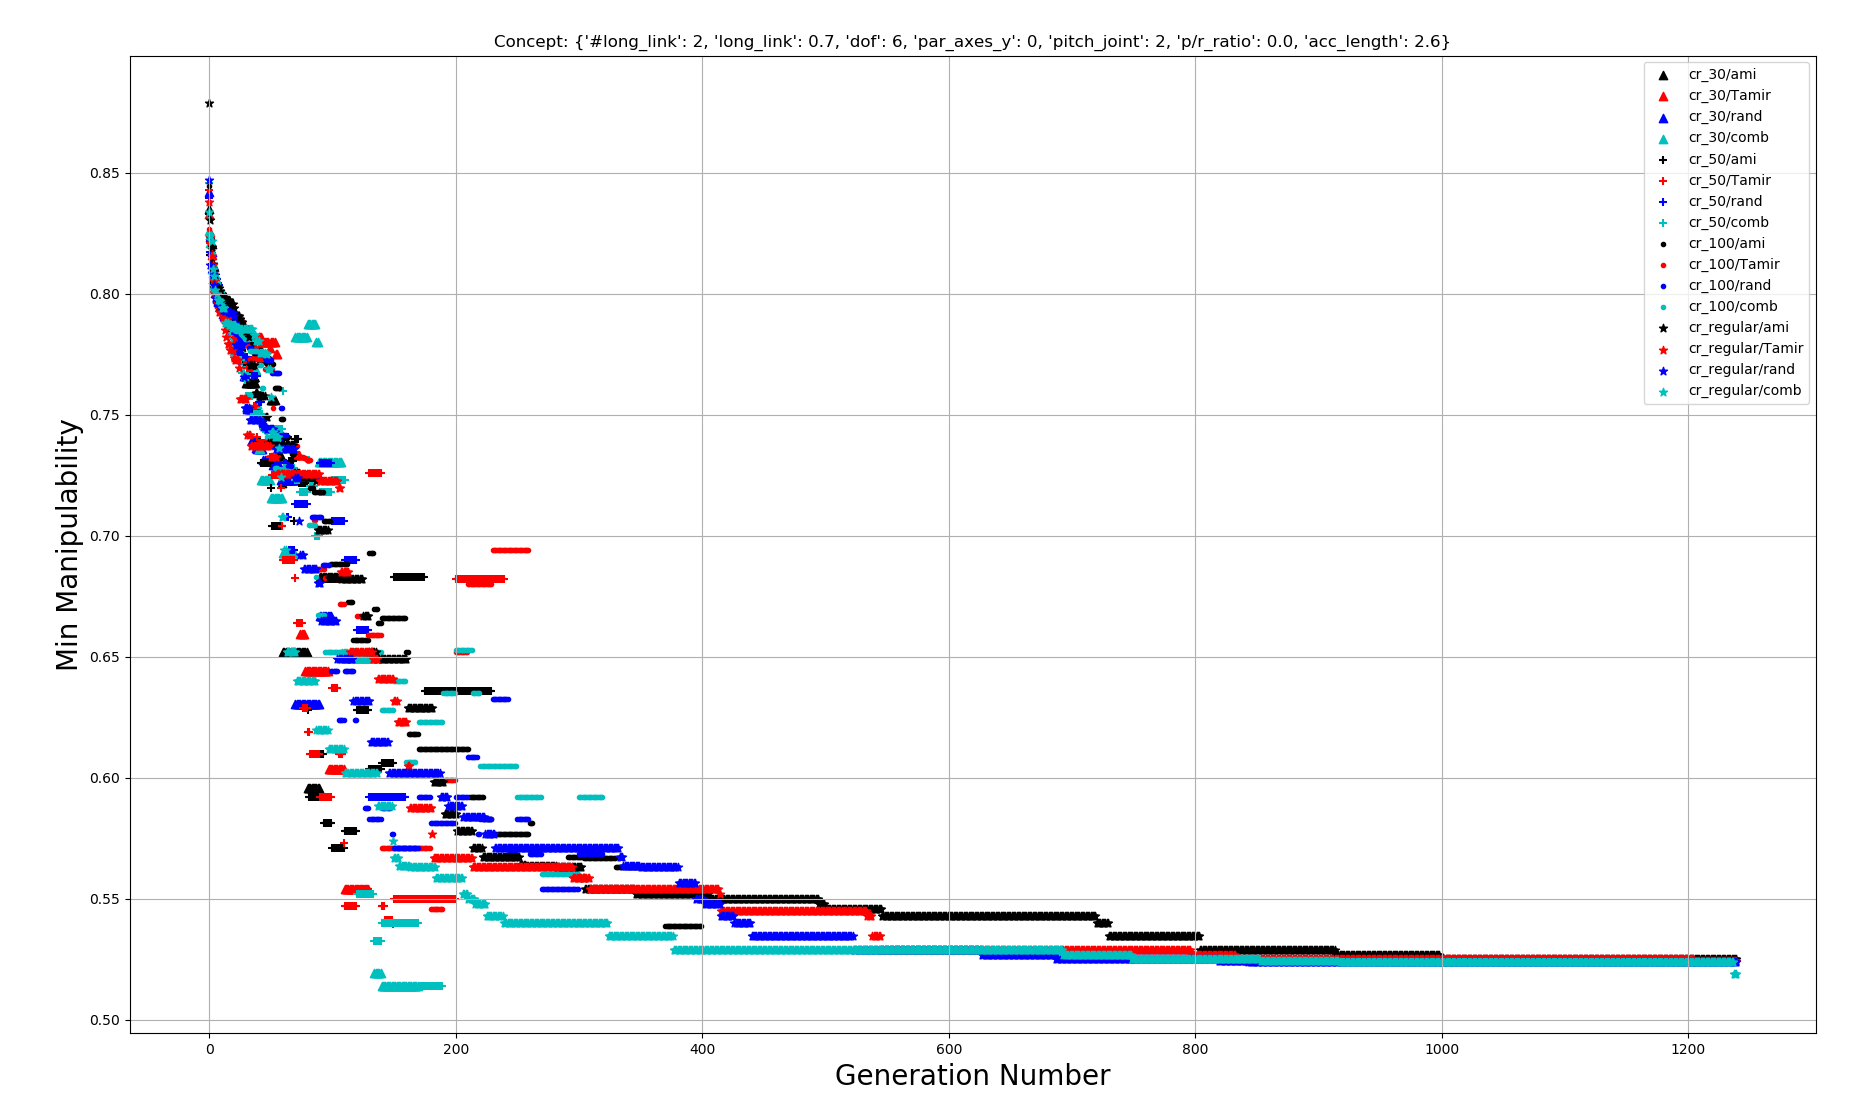 Concept: {'#long_link': 2, 'long_link': 0.7, 'dof': 6, 'par_axes_y': 0, 'pitch_joint': 2, 'p/r_ratio': 0.0, 'acc_length': 2.6}
cr_30/ami
cr_30/Tamir
cr_30/rand
cr_30/comb
cr_50/ami
cr_50/Tamir
cr_50/rand
cr_50/comb
cr_100/ami
cr_100/Tamir
cr_100/rand
cr_100/comb
cr_regular/ami
cr_regular/Tamir
cr_regular/rand
cr_regular/comb
Min Manipulability
0.85
0.80
0.75
0.70
0.65
0.60
0.55
0.50
0
200
400
600
800
1000
1200
Generation Number